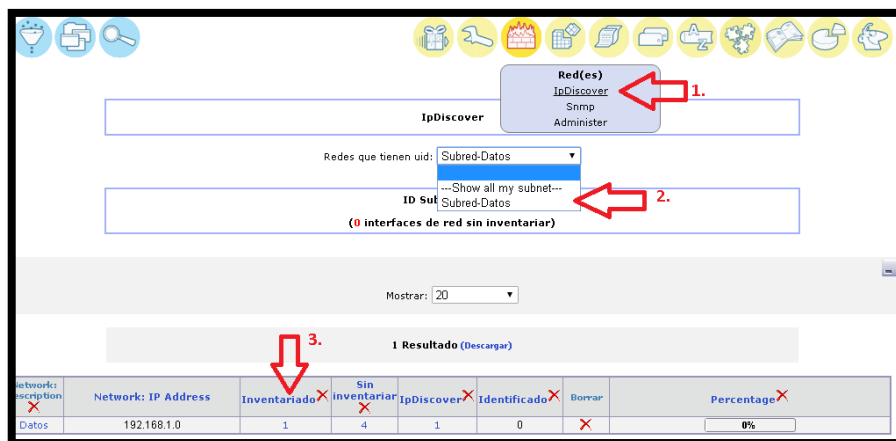 Red(es)
IpDiscover
1.
Snmp
Administer
IpDiscover
Redes que tienen uid: Subred-Datos
---Show all my subnet---
Subred-Datos
2.
ID Sub
(0 interfaces de red sin inventariar)
Mostrar: 20
3.
1 Resultado (Descargar)
Network:
escription
Network: IP Address
Inventariado
Sin
inventariar
IpDiscover
Identificado
Borrar
Percentage
Datos 192.168.1.0 1 4 1 0 0%